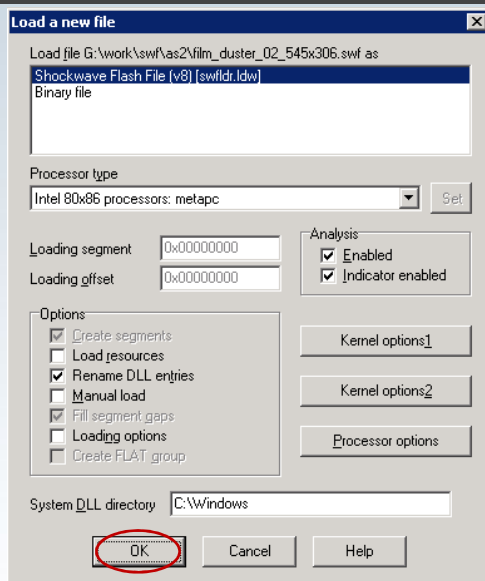 Load a new file
Load file G:\work\swf\as2\film_duster_02_545x306.swf as
Shockwave Flash File (v8) [swfldr.ldw]
Binary file
Processor type
Intel 80x86 processors: metapc
Set
Loading segment 0x00000000
Loading offset 0x00000000
Analysis
Enabled
Indicator enabled
Options
Create segments
Load resources
Rename DLL entries
Manual load
Fill segment gaps
Loading options
Create FLAT group
Kernel options1
Kernel options2
Processor options
System DLL directory C:\Windows
OK Cancel Help